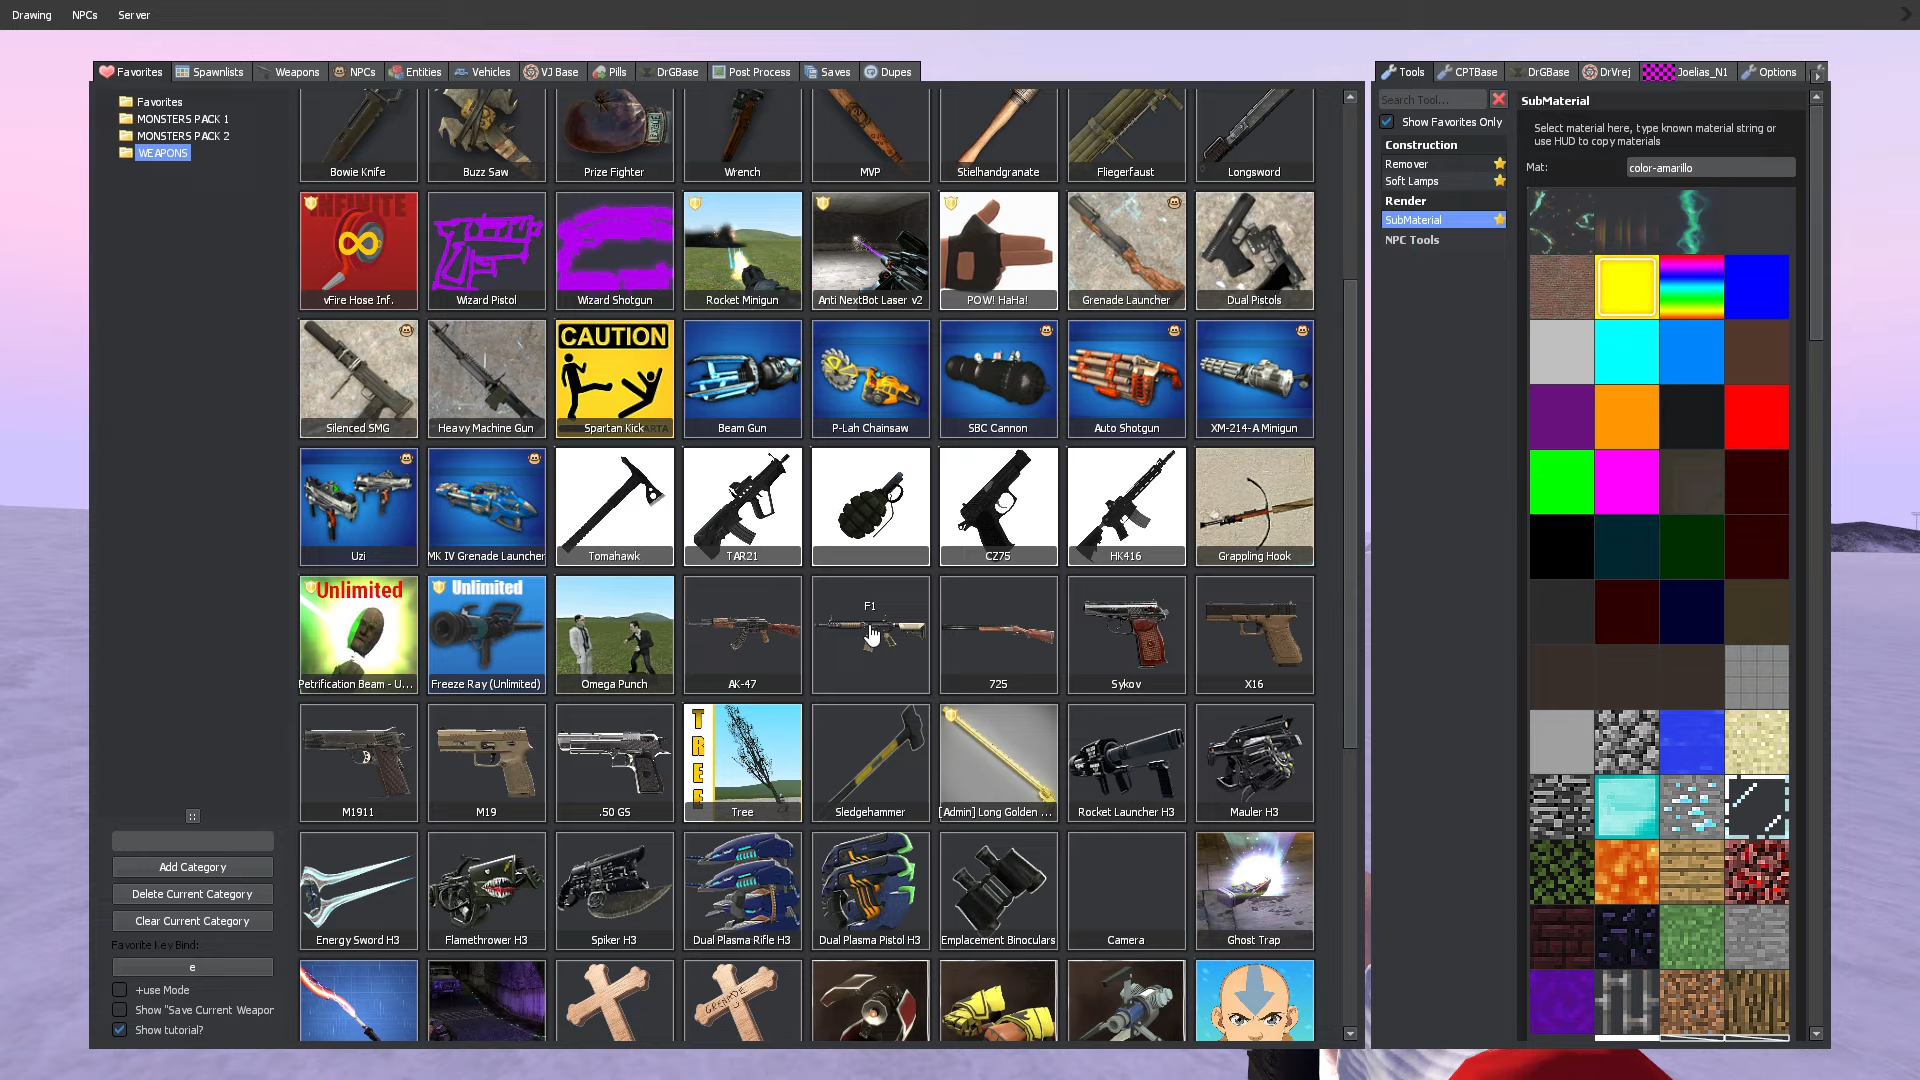 Drawing NPCs Server
Favorites Spawnlists Weapons NPCs Entities Vehicles VJ Base Pills DrGBase Post Process Saves Dupes
Tools CPTBase DrGBase DrVrej Joelias_N1 Options
Favorites
MONSTERS PACK 1
MONSTERS PACK 2
WEAPONS
Bowie Knife Buzz Saw Prize Fighter Wrench MVP Stielhandgranate Fliegerfaust Longsword
INFINITE
vFire Hose Inf. Wizard Pistol Wizard Shotgun Rocket Minigun Anti NextBot Laser v2 POW! HaHa! Grenade Launcher Dual Pistols
CAUTION
Silenced SMG Heavy Machine Gun Spartan Kick Beam Gun P-Lah Chainsaw SBC Cannon Auto Shotgun XM-214-A Minigun
Uzi MK IV Grenade Launcher Tomahawk TAR21 CZ75 HK416 Grappling Hook
Unlimited Unlimited
F1
Petrification Beam - U... Freeze Ray (Unlimited) Omega Punch AK-47 725 Sykov X16
TREE
M1911 M19 .50 GS Tree Sledgehammer [Admin] Long Golden ... Rocket Launcher H3 Mauler H3
Energy Sword H3 Flamethrower H3 Spiker H3 Dual Plasma Rifle H3 Dual Plasma Pistol H3 Emplacement Binoculars Camera Ghost Trap
GRENADE
Add Category
Delete Current Category
Clear Current Category
Favorite Key Bind:
e
+use Mode
Show "Save Current Weapor
Show tutorial?
Search Tool...
Show Favorites Only
Construction
Remover
Soft Lamps
Render
SubMaterial
NPC Tools
SubMaterial
Select material here, type known material string or
use HUD to copy materials
Mat: color-amarillo